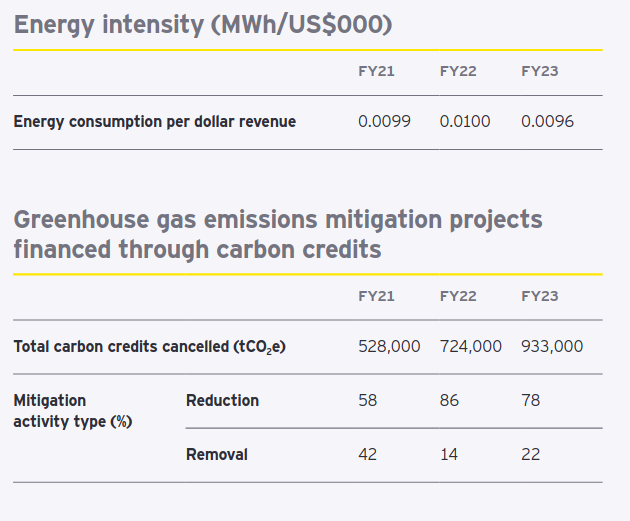 Energy intensity (MWh/US$000)
FY21 FY22 FY23
Energy consumption per dollar revenue 0.0099 0.0100 0.0096
Greenhouse gas emissions mitigation projects
financed through carbon credits
FY21 FY22 FY23
Total carbon credits cancelled (tCO₂e) 528,000 724,000 933,000
Mitigation Reduction 58 86 78
activity type (%)
Removal 42 14 22